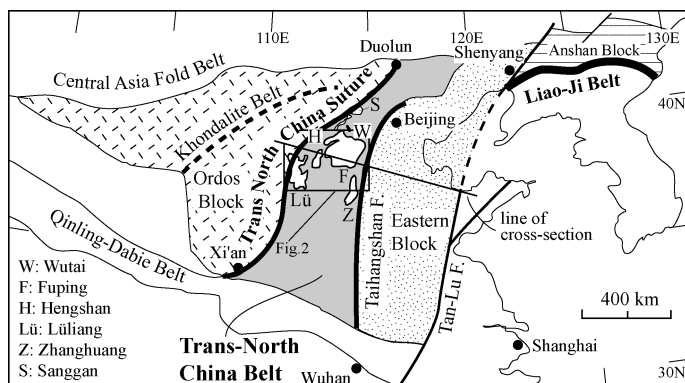 110E
120E
130E
Duolun
Shenyang
Anshan Block
Central Asia Fold Belt
Liao-Ji Belt
40N
Khondalite Belt
Trans North China Suture
S
Beijing
H
W
Ordos
Block
F
Lü
Z
line of
cross-section
Eastern
Block
Taihangshan F.
Tan-Lu F.
Qinling-Dabie Belt
Xi'an
Fig.2
W: Wutai
F: Fuping
H: Hengshan
Lü: Lüliang
Z: Zhanghuang
S: Sanggan
400 km
Trans-North
China Belt
Shanghai
Wuhan
30N